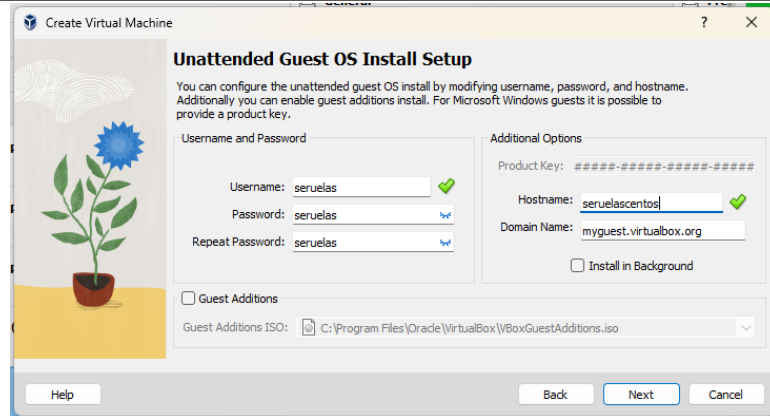 General
Create Virtual Machine
?
Unattended Guest OS Install Setup
You can configure the unattended guest OS install by modifying username, password, and hostname.
Additionally you can enable guest additions install. For Microsoft Windows guests it is possible to
provide a product key.
Username and Password
Username: seruelas
Password: seruelas
Repeat Password: seruelas
Additional Options
Product Key: #####-#####-#####-#####
Hostname: seruelascentos
Domain Name: myguest.virtualbox.org
Install in Background
Guest Additions
Guest Additions ISO: C:\Program Files\Oracle\VirtualBox\VBoxGuestAdditions.iso
Help
Back
Next
Cancel